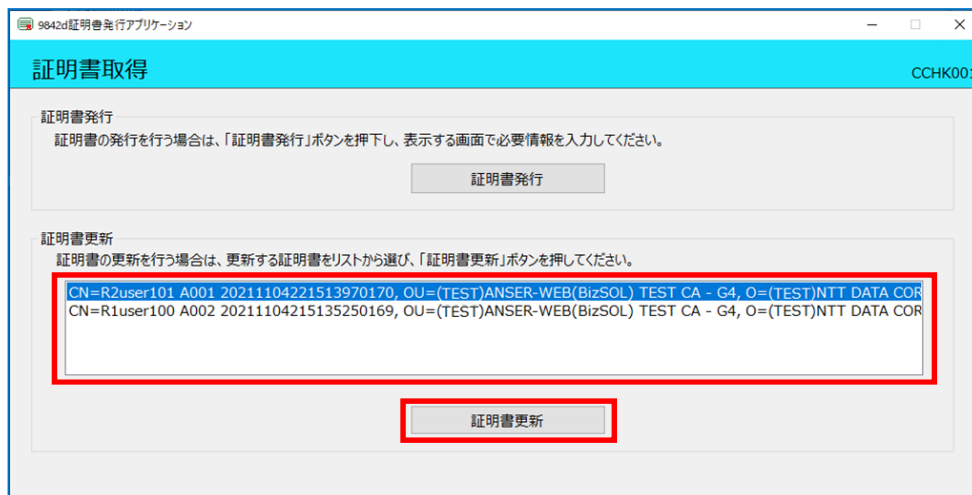 9842d証明書発行アプリケーション
証明書取得
CCHK001
証明書発行
証明書の発行を行う場合は、「証明書発行」ボタンを押下し、表示する画面で必要情報を入力してください。
証明書発行
証明書更新
証明書の更新を行う場合は、更新する証明書をリストから選び、「証明書更新」ボタンを押してください。
CN=R2user101 A001 20211104221513970170, OU=(TEST)ANSER-WEB(BizSOL) TEST CA - G4, O=(TEST)NTT DATA COR
CN=R1user100 A002 20211104215135250169, OU=(TEST)ANSER-WEB(BizSOL) TEST CA - G4, O=(TEST)NTT DATA COR
証明書更新